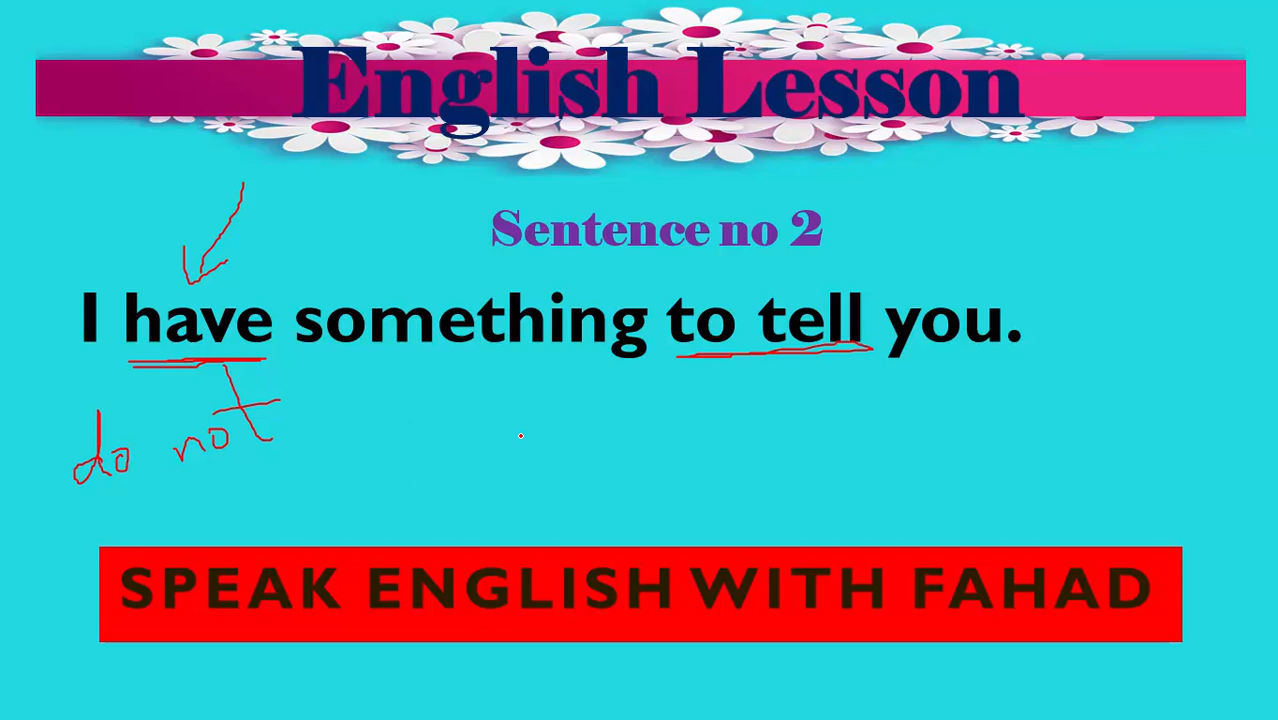 English Lesson
Sentence no 2
I have something to tell you.
do not
SPEAK ENGLISH WITH FAHAD